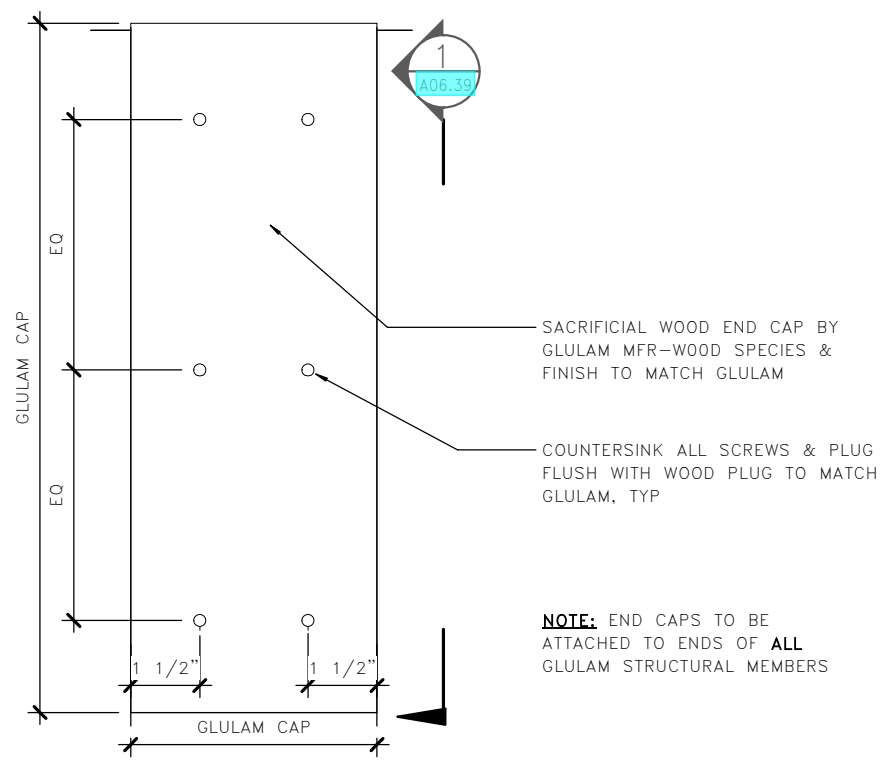 1
A06.39
EQ
GLULAM CAP
SACRIFICIAL WOOD END CAP BY
GLULAM MFR-WOOD SPECIES &
FINISH TO MATCH GLULAM
COUNTERSINK ALL SCREWS & PLUG
FLUSH WITH WOOD PLUG TO MATCH
GLULAM, TYP
EQ
NOTE: END CAPS TO BE
ATTACHED TO ENDS OF ALL
GLULAM STRUCTURAL MEMBERS
1 1/2"
1 1/2"
GLULAM CAP